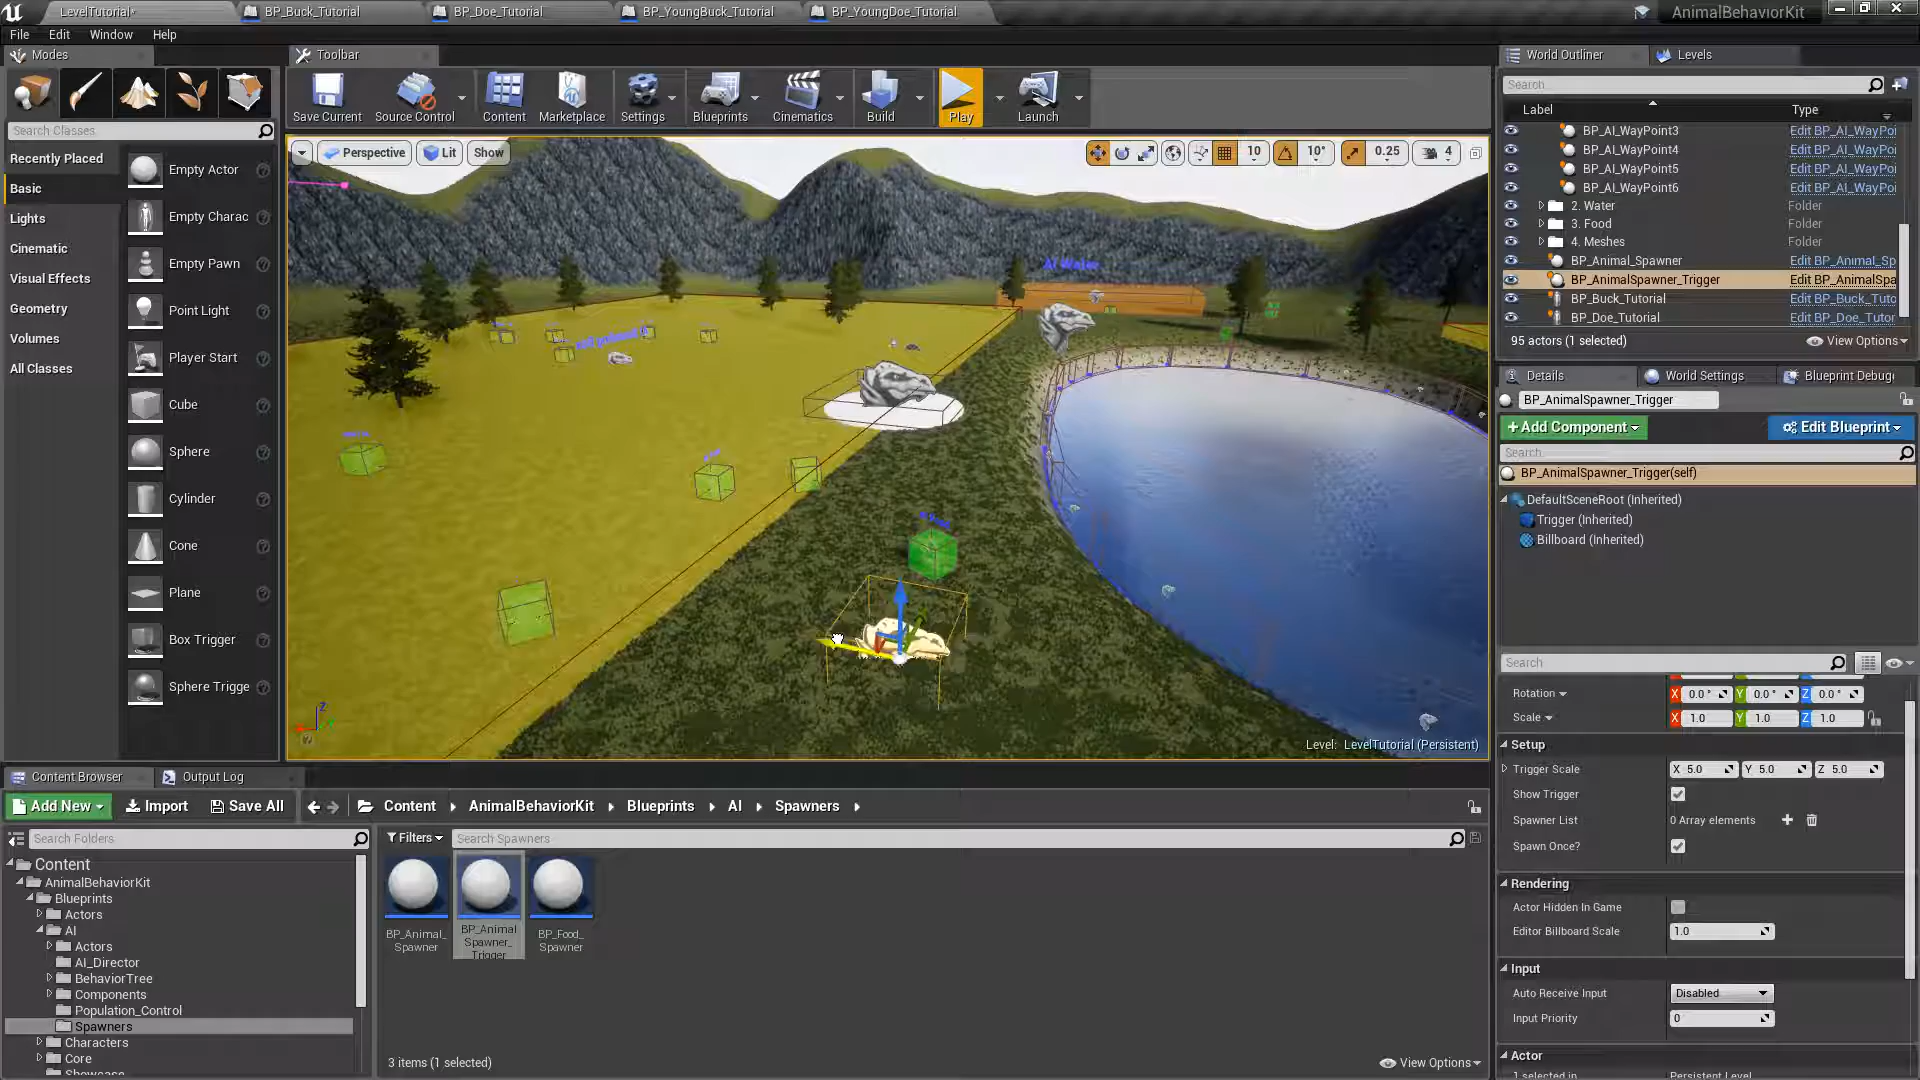 LevelTutorial*
BP_Buck_Tutorial
BP_Doe_Tutorial
BP_YoungBuck_Tutorial
BP_YoungDoe_Tutorial
AnimalBehaviorKit
File Edit Window Help
Modes
Toolbar
World Outliner
Levels
Save Current
Source Control
Content
Marketplace
Settings
Blueprints
Cinematics
Build
Play
Launch
Search Classes
Recently Placed
Basic
Lights
Cinematic
Visual Effects
Geometry
Volumes
All Classes
Empty Actor
Empty Charac
Empty Pawn
Point Light
Player Start
Cube
Sphere
Cylinder
Cone
Plane
Box Trigger
Sphere Trigge
Perspective
Lit
Show
10
10°
0.25
4
AI Water
Level: LevelTutorial (Persistent)
Search
Label
Type
BP_AI_WayPoint3 Edit BP_AI_WayPoi
BP_AI_WayPoint4 Edit BP_AI_WayPoi
BP_AI_WayPoint5 Edit BP_AI_WayPoi
BP_AI_WayPoint6 Edit BP_AI_WayPoi
2. Water Folder
3. Food Folder
4. Meshes Folder
BP_Animal_Spawner Edit BP_Animal_Sp
BP_AnimalSpawner_Trigger Edit BP_AnimalSpa
BP_Buck_Tutorial Edit BP_Buck_Tuto
BP_Doe_Tutorial Edit BP_Doe_Tutor
95 actors (1 selected)
View Options
Details
World Settings
Blueprint Debug
BP_AnimalSpawner_Trigger
+Add Component
Edit Blueprint
Search
BP_AnimalSpawner_Trigger(self)
DefaultSceneRoot (Inherited)
Trigger (Inherited)
Billboard (Inherited)
Search
Rotation X 0.0° Y 0.0° Z 0.0°
Scale X 1.0 Y 1.0 Z 1.0
Setup
Trigger Scale X 5.0 Y 5.0 Z 5.0
Show Trigger
Spawner List 0 Array elements
Spawn Once?
Rendering
Actor Hidden In Game
Editor Billboard Scale 1.0
Input
Auto Receive Input Disabled
Input Priority 0
Actor
1 selected in Persistent Level
Content Browser
Output Log
Add New
Import
Save All
Content
AnimalBehaviorKit
Blueprints
AI
Spawners
Search Folders
Filters
Search Spawners
Content
AnimalBehaviorKit
Blueprints
Actors
AI
Actors
AI_Director
BehaviorTree
Components
Population_Control
Spawners
Characters
Core
Showcase
BP_Animal_
Spawner
BP_Animal
Spawner_
Trigger
BP_Food_
Spawner
3 items (1 selected)
View Options